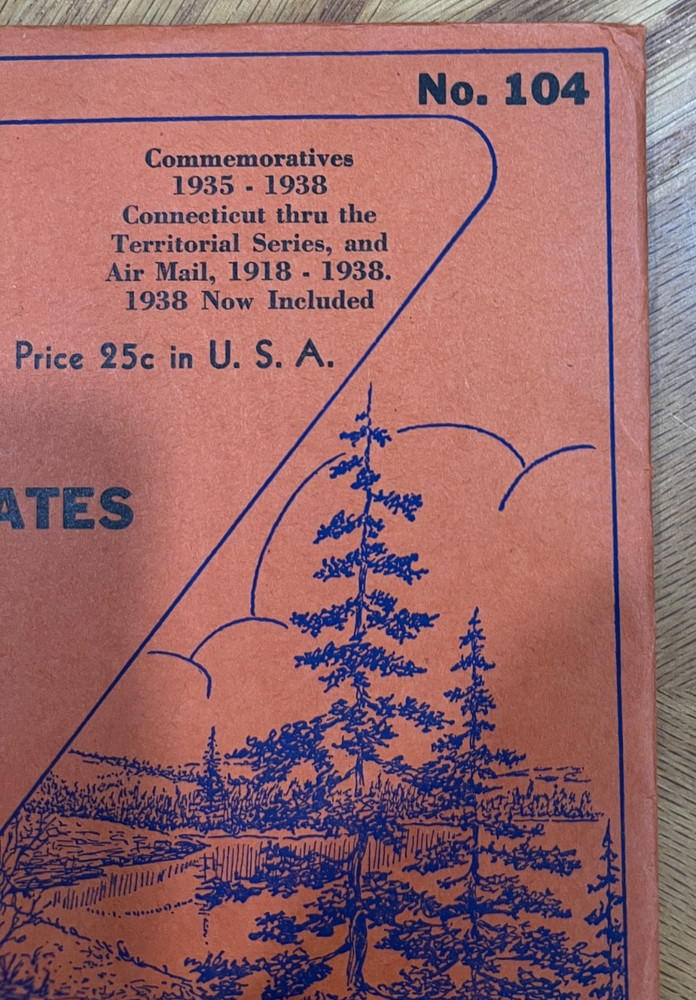 No. 104
Commemoratives
1935 - 1938
Connecticut thru the
Territorial Series, and
Air Mail, 1918 - 1938.
1938 Now Included
Price 25c in U. S. A.
ATES